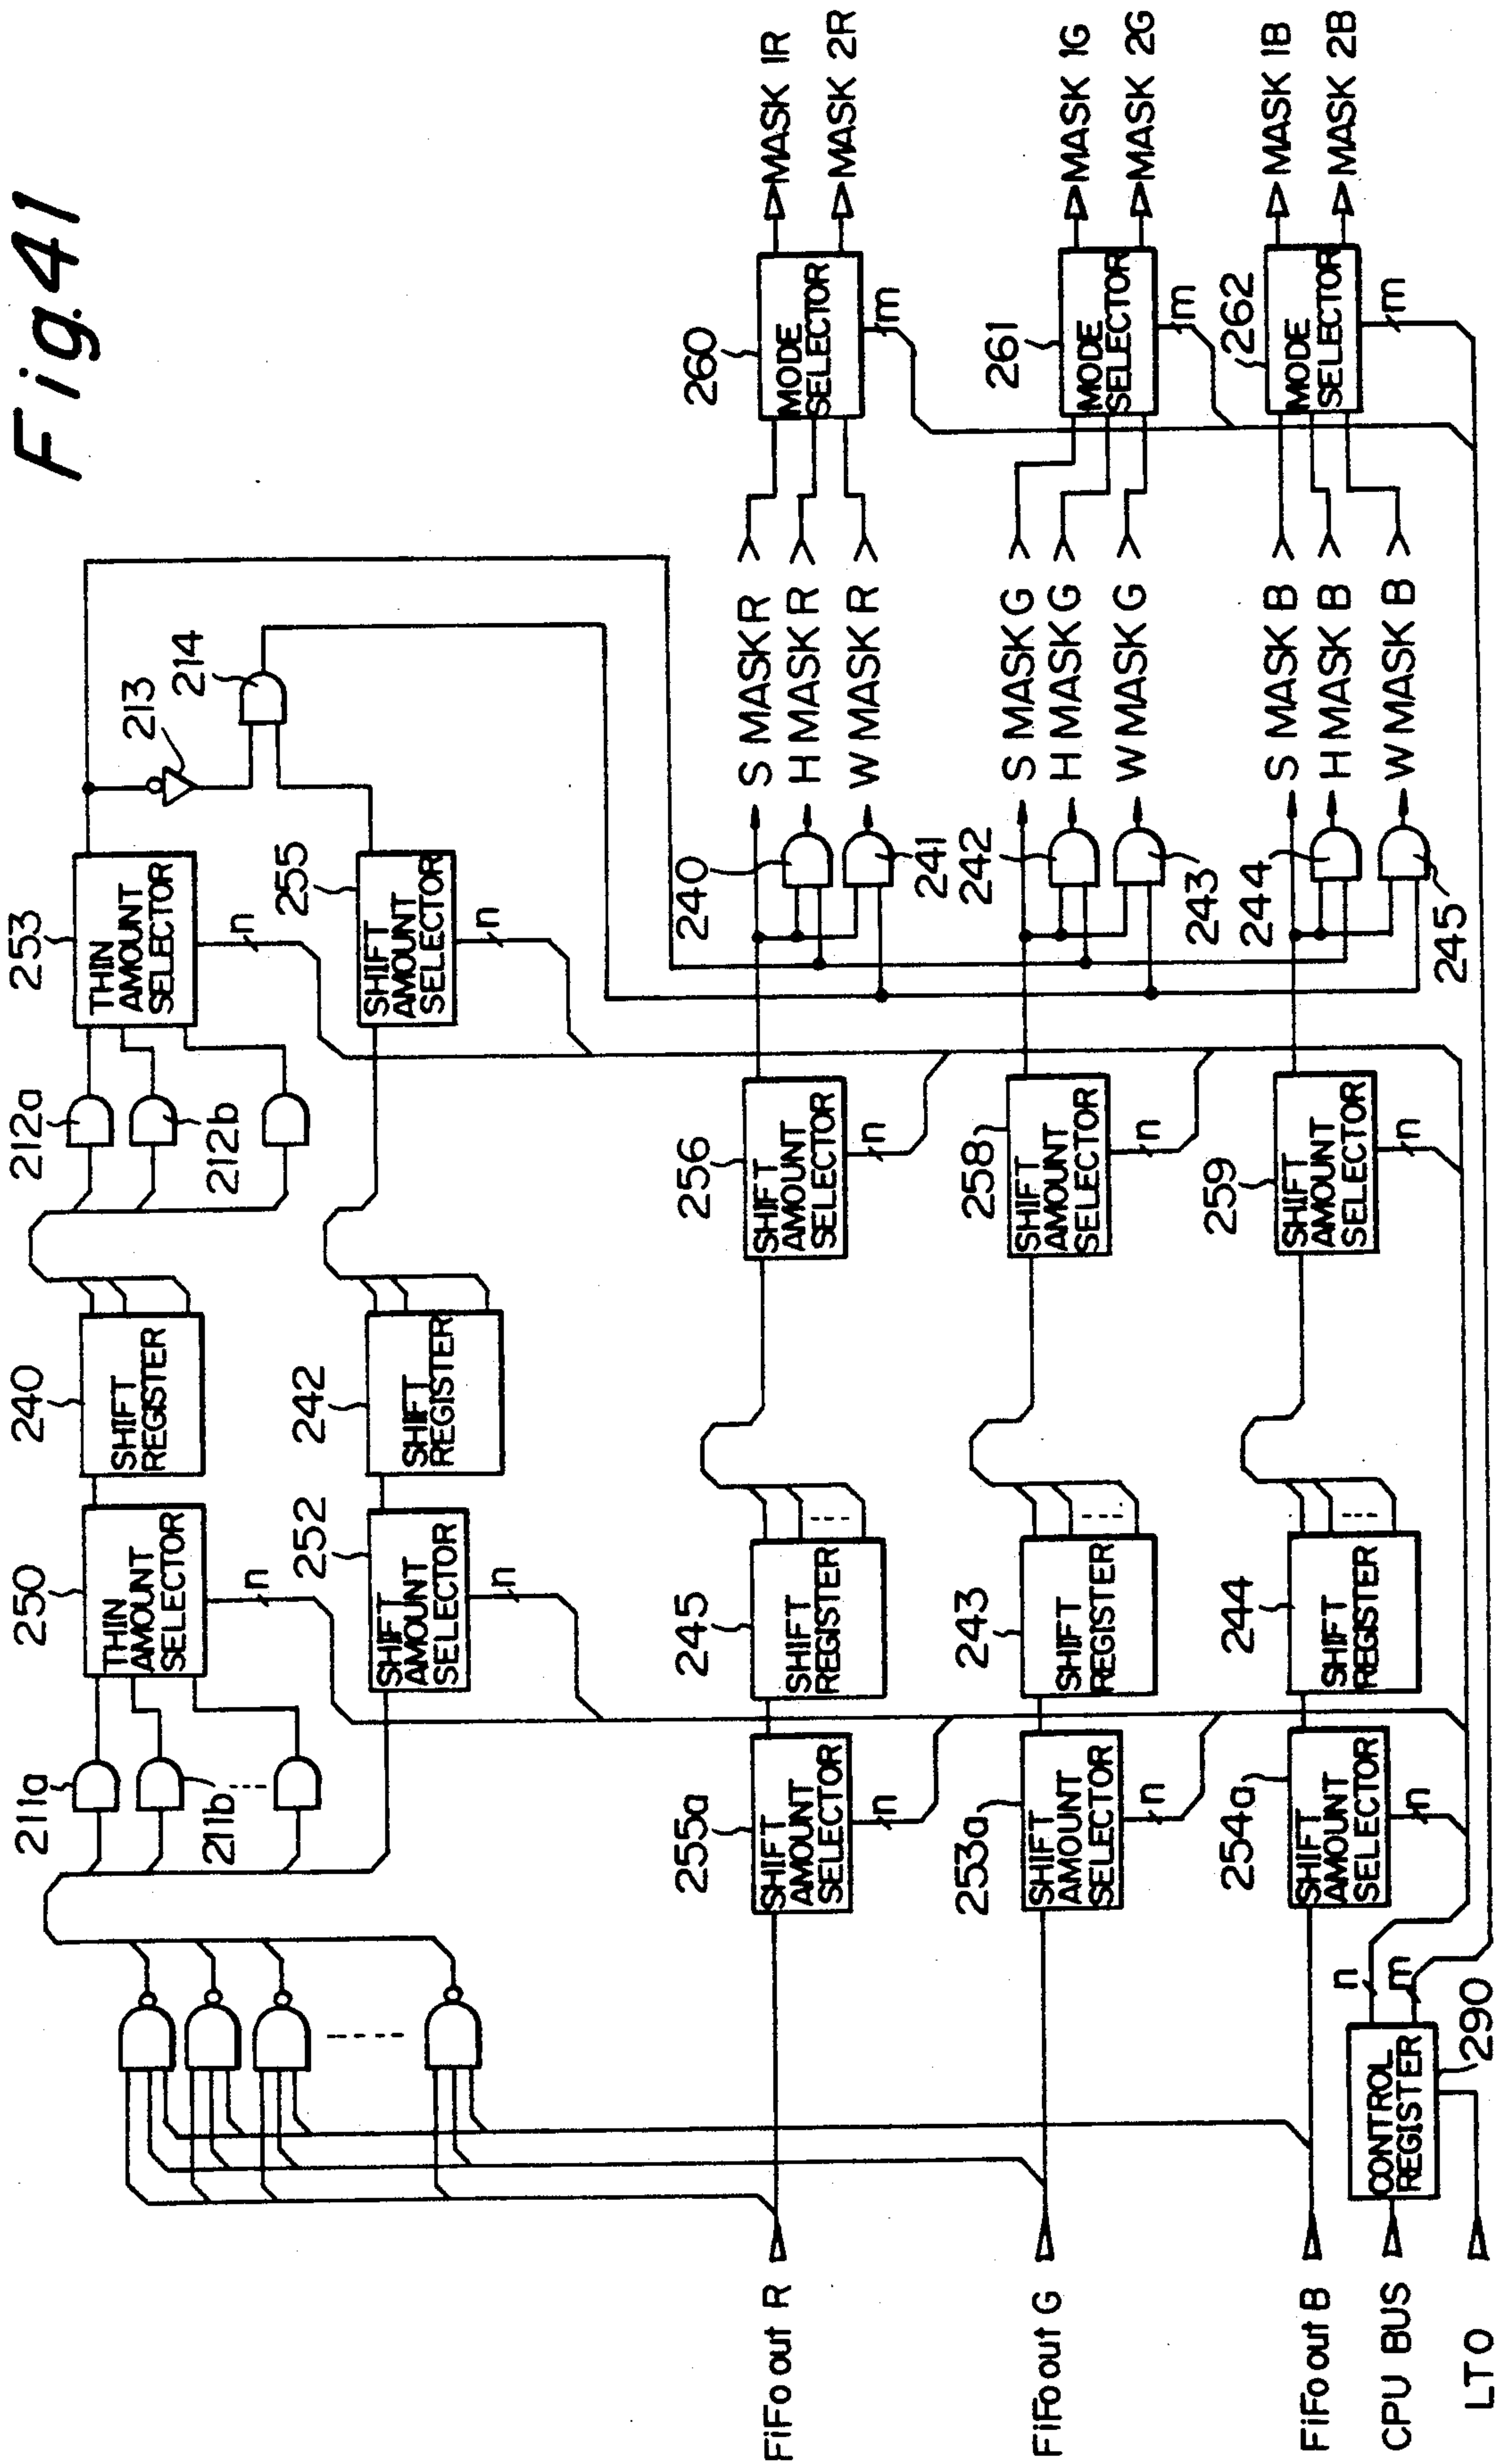 Fig.41
211a
211b
250
THIN
AMOUNT
SELECTOR
n
240
SHIFT
REGISTER
212a
212b
253
THIN
AMOUNT
SELECTOR
n
213
214
252
SHIFT
AMOUNT
SELECTOR
n
242
SHIFT
REGISTER
255
SHIFT
AMOUNT
SELECTOR
n
FiFo out R
255a
SHIFT
AMOUNT
SELECTOR
n
245
SHIFT
REGISTER
256
SHIFT
AMOUNT
SELECTOR
n
240
241
S MASK R
H MASK R
W MASK R
260
MODE
SELECTOR
m
MASK 1R
MASK 2R
FiFo out G
253a
SHIFT
AMOUNT
SELECTOR
n
243
SHIFT
REGISTER
258
SHIFT
AMOUNT
SELECTOR
n
242
243
S MASK G
H MASK G
W MASK G
261
MODE
SELECTOR
m
MASK 1G
MASK 2G
FiFo out B
254a
SHIFT
AMOUNT
SELECTOR
n
244
SHIFT
REGISTER
259
SHIFT
AMOUNT
SELECTOR
n
244
245
S MASK B
H MASK B
W MASK B
262
MODE
SELECTOR
m
MASK 1B
MASK 2B
CPU BUS
LTO
CONTROL
REGISTER
290
n
m